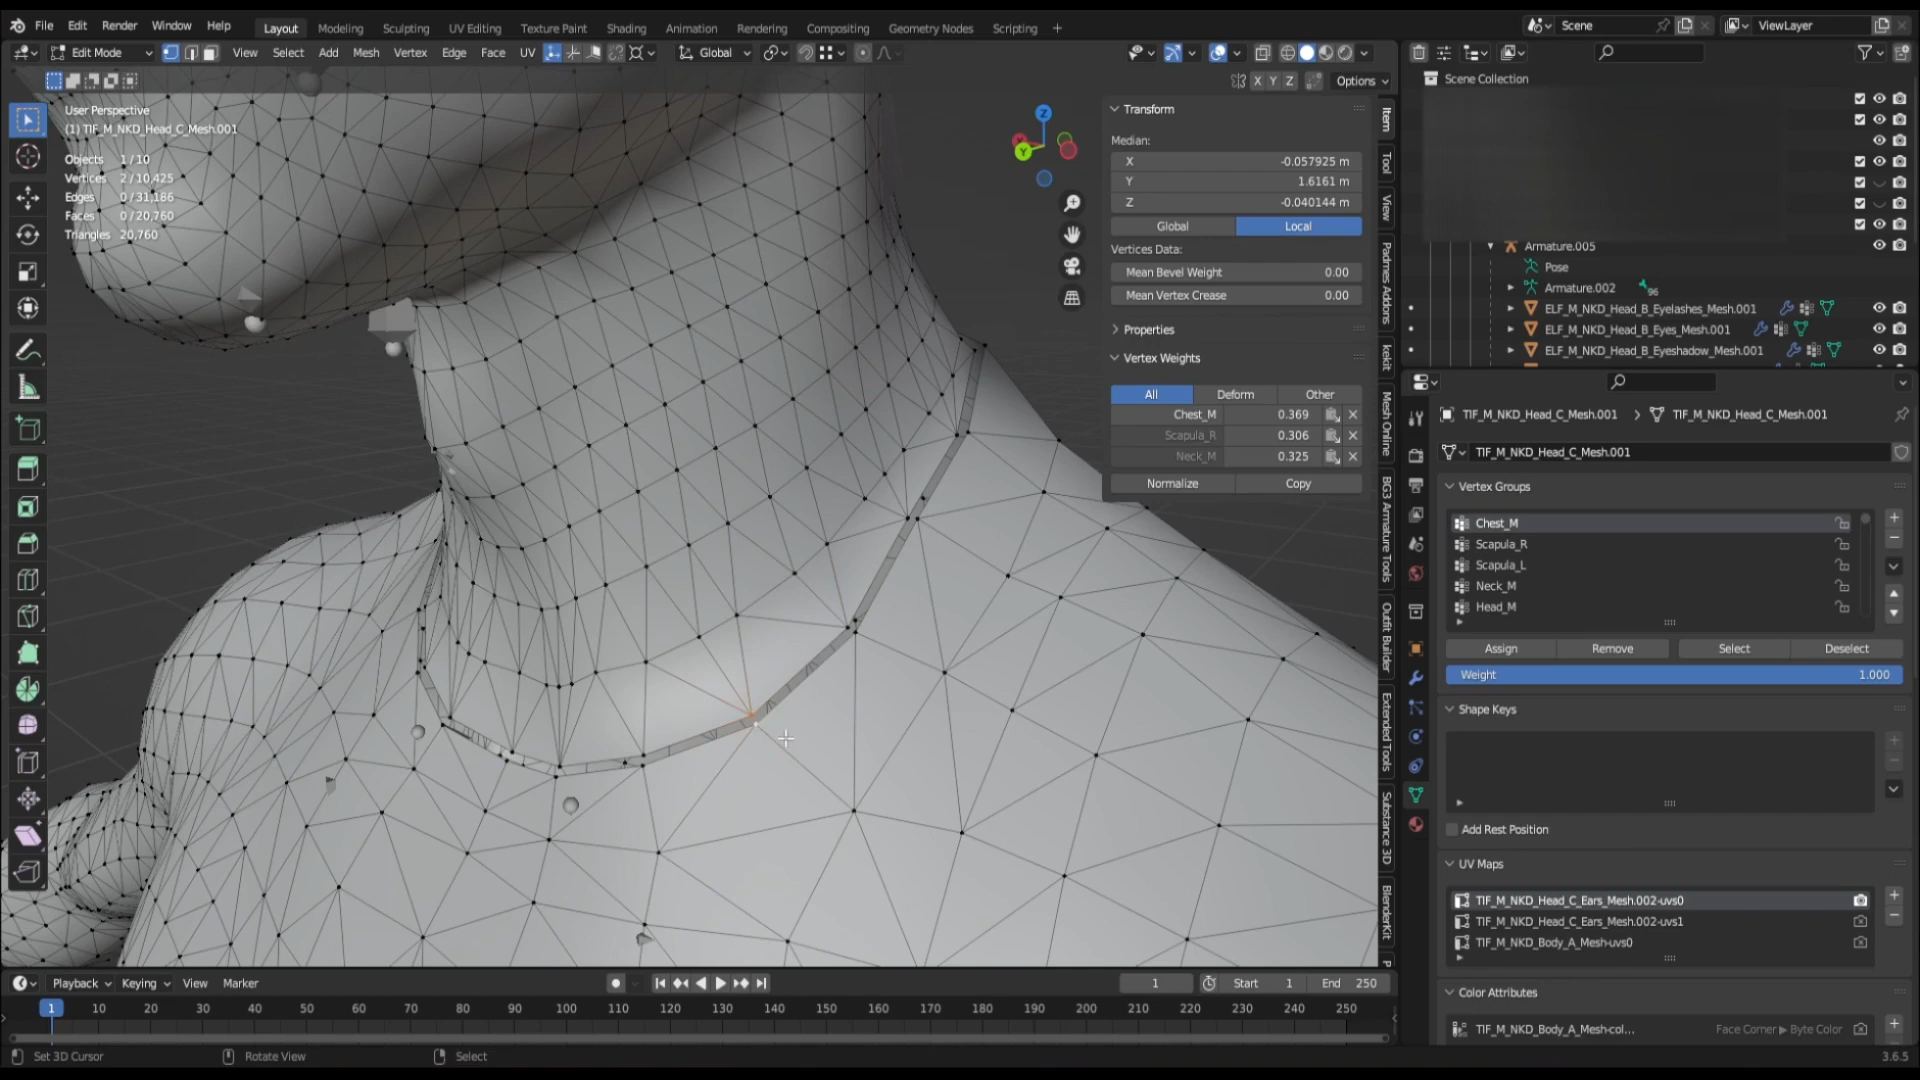 File Edit Render Window Help Layout Modeling Sculpting UV Editing Texture Paint Shading Animation Rendering Compositing Geometry Nodes Scripting + Scene ViewLayer
Edit Mode View Select Add Mesh Vertex Edge Face UV Global
X Y Z Options
User Perspective
(1) TIF_M_NKD_Head_C_Mesh.001
Objects 1/10
Vertices 2/10,425
Edges 0/31,186
Faces 0/20,760
Triangles 20,760
Z
Y
Transform
Median:
X -0.057925 m
Y 1.6161 m
Z -0.040144 m
Global Local
Vertices Data:
Mean Bevel Weight 0.00
Mean Vertex Crease 0.00
Properties
Vertex Weights
All Deform Other
Chest_M 0.369
Scapula_R 0.306
Neck_M 0.325
Normalize Copy
Item
Tool
View
Padmes Addons
kekit
Mesh Online
BG3 Armature Tools
Outfit Builder
Extended Tools
Substance 3D
BlenderKit
P
Scene Collection
Armature.005
Pose
Armature.002 96
ELF_M_NKD_Head_B_Eyelashes_Mesh.001
ELF_M_NKD_Head_B_Eyes_Mesh.001
ELF_M_NKD_Head_B_Eyeshadow_Mesh.001
TIF_M_NKD_Head_C_Mesh.001 TIF_M_NKD_Head_C_Mesh.001
TIF_M_NKD_Head_C_Mesh.001
Vertex Groups
Chest_M
Scapula_R
Scapula_L
Neck_M
Head_M
Assign Remove Select Deselect
Weight 1.000
Shape Keys
Add Rest Position
UV Maps
TIF_M_NKD_Head_C_Ears_Mesh.002-uvs0
TIF_M_NKD_Head_C_Ears_Mesh.002-uvs1
TIF_M_NKD_Body_A_Mesh-uvs0
Color Attributes
TIF_M_NKD_Body_A_Mesh-col... Face Corner ▶ Byte Color
Playback Keying View Marker 1 Start 1 End 250
1 10 20 30 40 50 60 70 80 90 100 110 120 130 140 150 160 170 180 190 200 210 220 230 240 250
Set 3D Cursor Rotate View Select 3.6.5